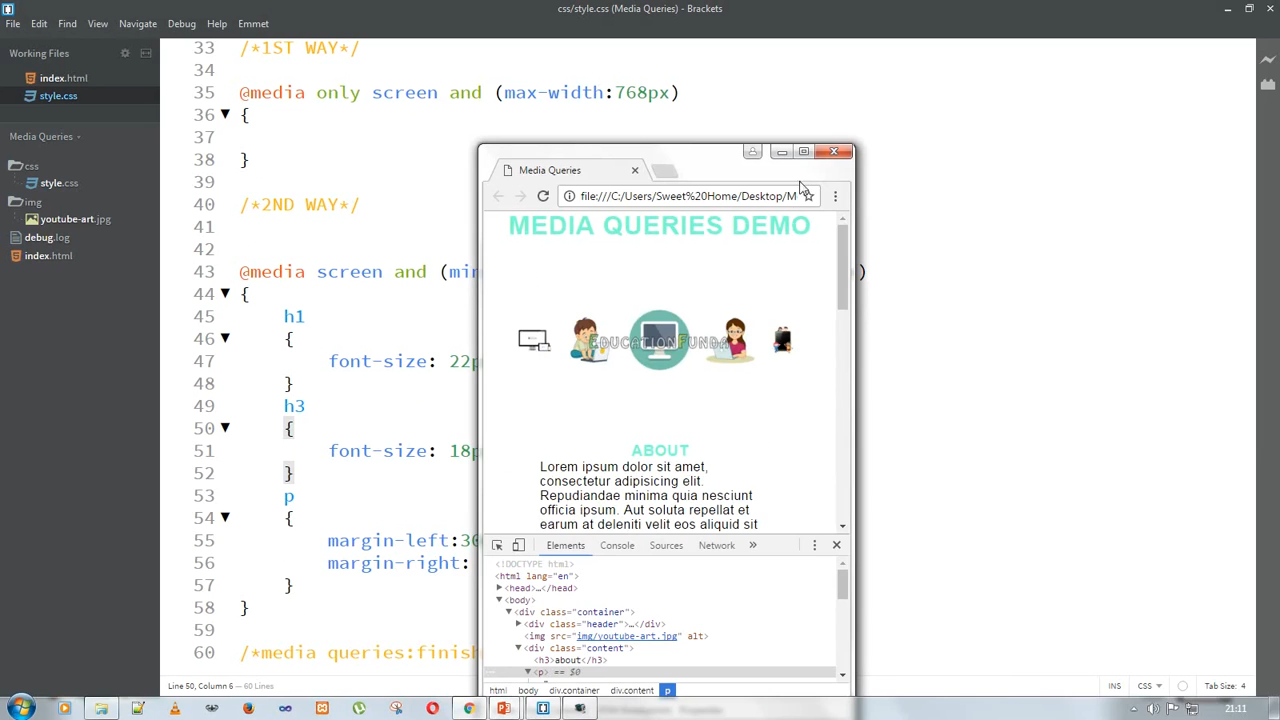 css/style.css (Media Queries) - Brackets
File Edit Find View Navigate Debug Help Emmet
Working Files
index.html
style.css
Media Queries
css
style.css
img
youtube-art.jpg
debug.log
index.html
33 /*1ST WAY*/
34
35 @media only screen and (max-width:768px)
36 {
37
38 }
39
40 /*2ND WAY*/
41
42
43 @media screen and (min )
44 {
45 h1
46 {
47 font-size: 22p
48 }
49 h3
50 {
51 font-size: 18p
52 }
53 p
54 {
55 margin-left:30
56 margin-right:
57 }
58 }
59
60 /*media queries:finish
Media Queries
file:///C:/Users/Sweet%20Home/Desktop/M
MEDIA QUERIES DEMO
EDUCATIONFUNDA
ABOUT
Lorem ipsum dolor sit amet,
consectetur adipisicing elit.
Repudiandae minima quia nesciunt
officia ipsum. Aut soluta repellat et
earum at deleniti velit eos aliquid sit
Elements Console Sources Network »
<!DOCTYPE html>
<html lang="en">
<head>…</head>
<body>
<div class="container">
<div class="header">…</div>
<img src="img/youtube-art.jpg" alt>
<div class="content">
<h3>about</h3>
<p> == $0
html body div.container div.content p
Line 50, Column 6 — 60 Lines
INS CSS Tab Size: 4
21:11